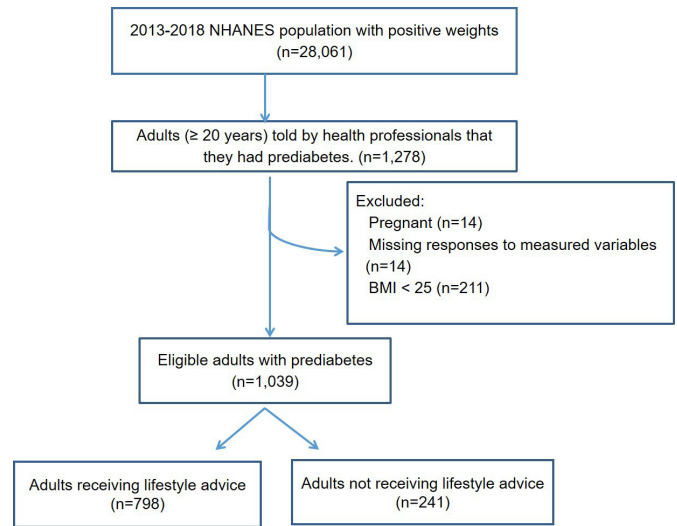 2013-2018 NHANES population with positive weights
(n=28,061)
Adults (≥ 20 years) told by health professionals that
they had prediabetes. (n=1,278)
Excluded:
Pregnant (n=14)
Missing responses to measured variables
(n=14)
BMI < 25 (n=211)
Eligible adults with prediabetes
(n=1,039)
Adults receiving lifestyle advice
(n=798)
Adults not receiving lifestyle advice
(n=241)